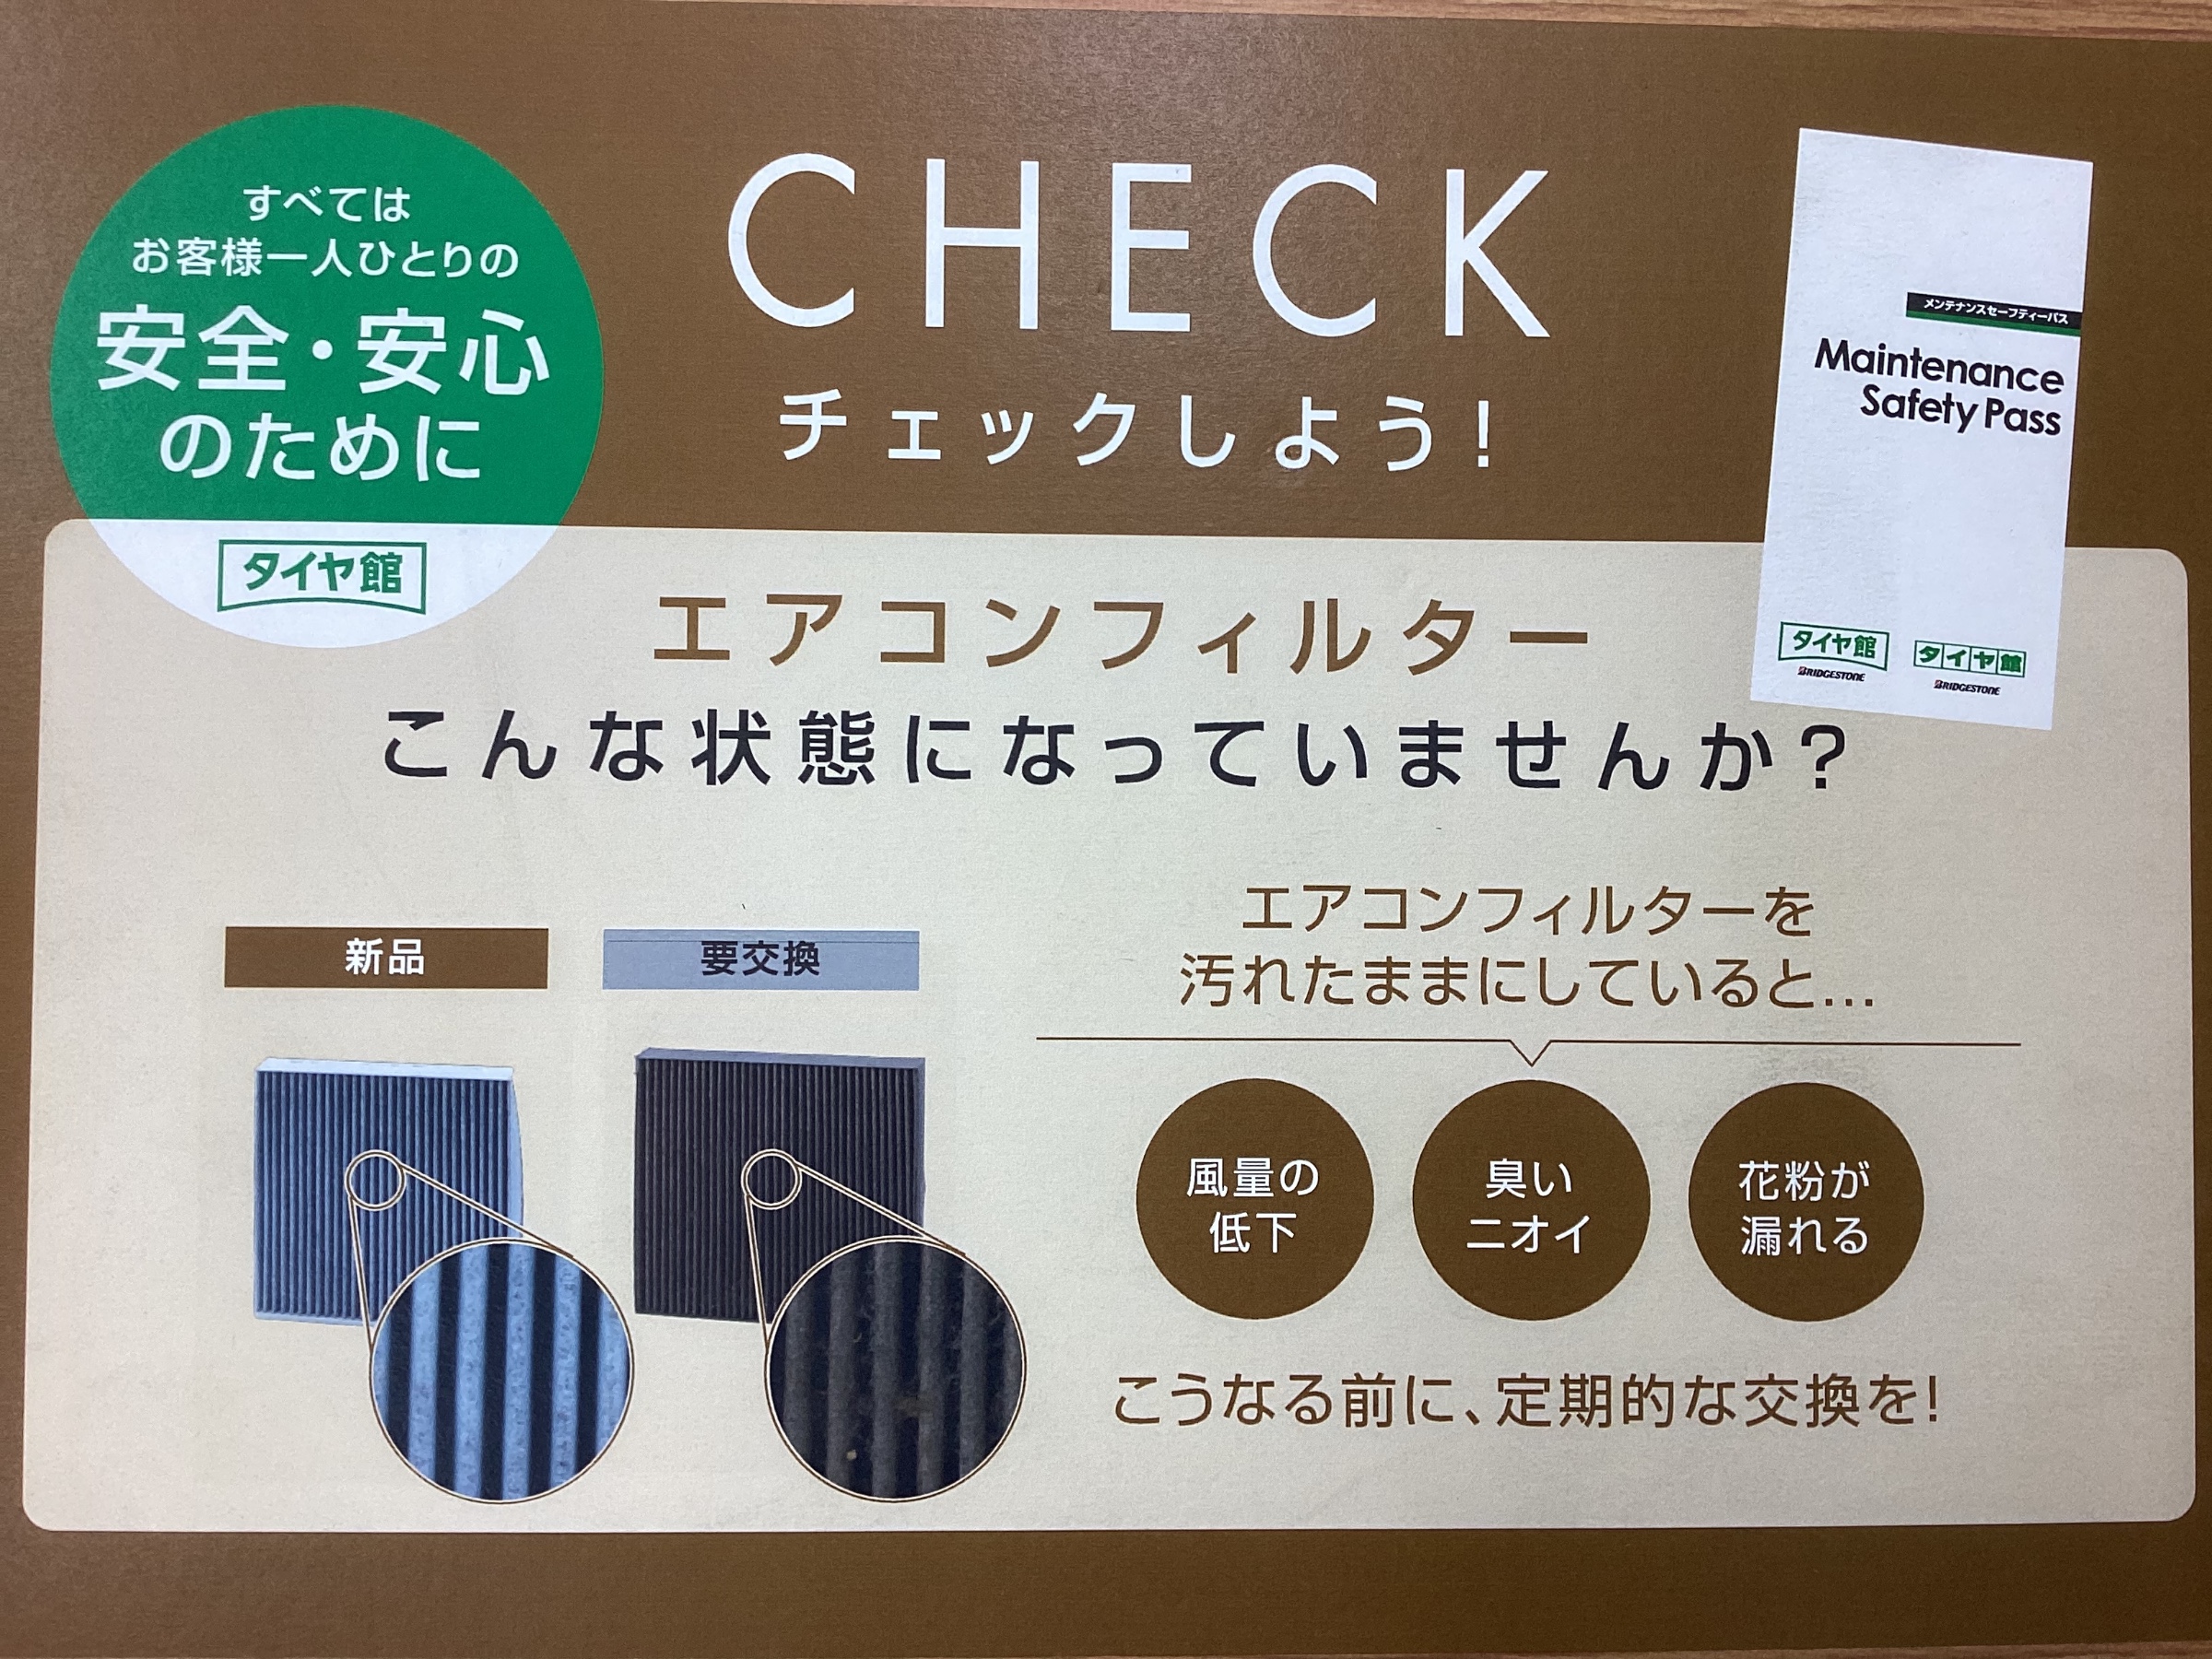 すべては
お客様一人ひとりの
安全・安心
のために
タイヤ館
CHECK
チェックしよう!
メンテナンスセーフティーパス
Maintenance
Safety Pass
タイヤ館
BRIDGESTONE
タイヤ館
BRIDGESTONE
エアコンフィルター
こんな状態になっていませんか?
新品
要交換
エアコンフィルターを
汚れたままにしていると…
風量の
低下
臭い
ニオイ
花粉が
漏れる
こうなる前に、定期的な交換を!